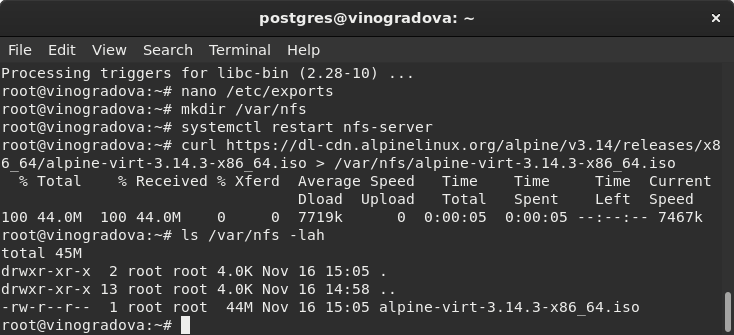 postgres@vinogradova: ~
×
File Edit View Search Terminal Help
Processing triggers for libc-bin (2.28-10) ...
root@vinogradova:~# nano /etc/exports
root@vinogradova:~# mkdir /var/nfs
root@vinogradova:~# systemctl restart nfs-server
root@vinogradova:~# curl https://dl-cdn.alpinelinux.org/alpine/v3.14/releases/x8
6_64/alpine-virt-3.14.3-x86_64.iso > /var/nfs/alpine-virt-3.14.3-x86_64.iso
  % Total    % Received % Xferd  Average Speed   Time    Time     Time  Current
                                 Dload  Upload   Total   Spent    Left  Speed
100 44.0M  100 44.0M    0     0  7719k      0  0:00:05  0:00:05 --:--:-- 7467k
root@vinogradova:~# ls /var/nfs -lah
total 45M
drwxr-xr-x  2 root root 4.0K Nov 16 15:05 .
drwxr-xr-x 13 root root 4.0K Nov 16 14:58 ..
-rw-r--r--  1 root root  44M Nov 16 15:05 alpine-virt-3.14.3-x86_64.iso
root@vinogradova:~#